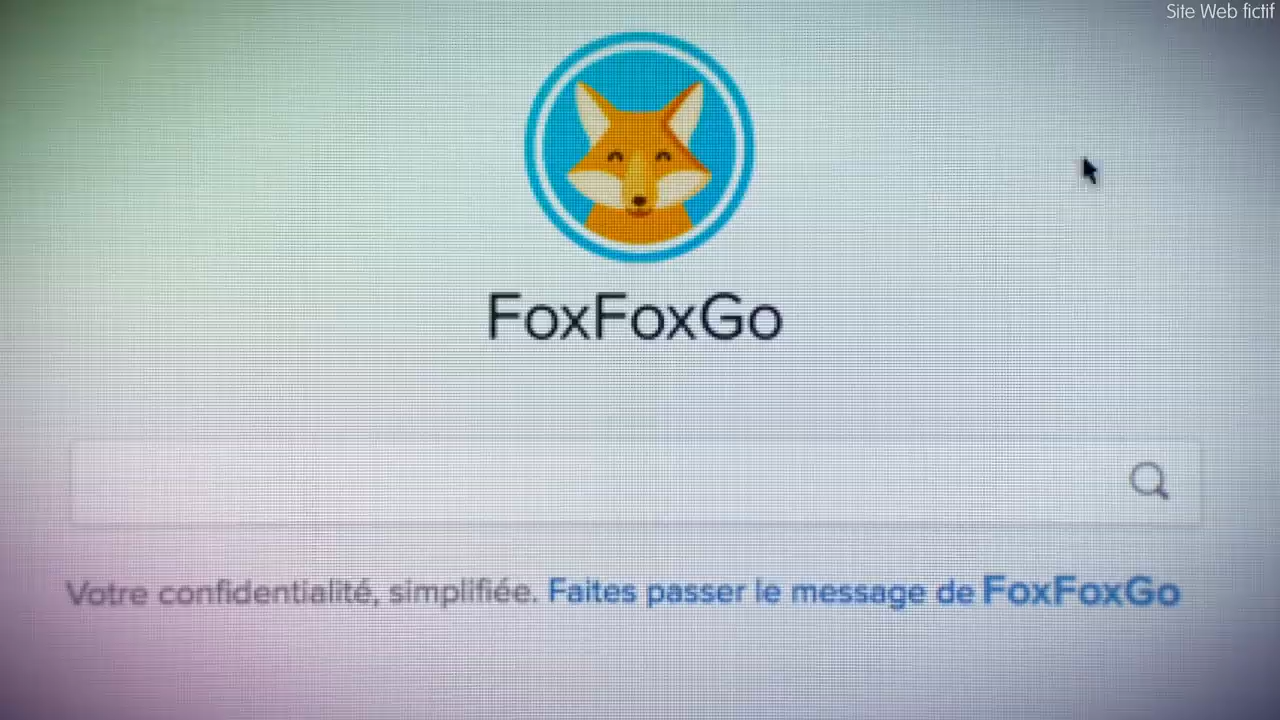 Site Web fictif
FoxFoxGo
Votre confidentialité, simplifiée. Faites passer le message de FoxFoxGo